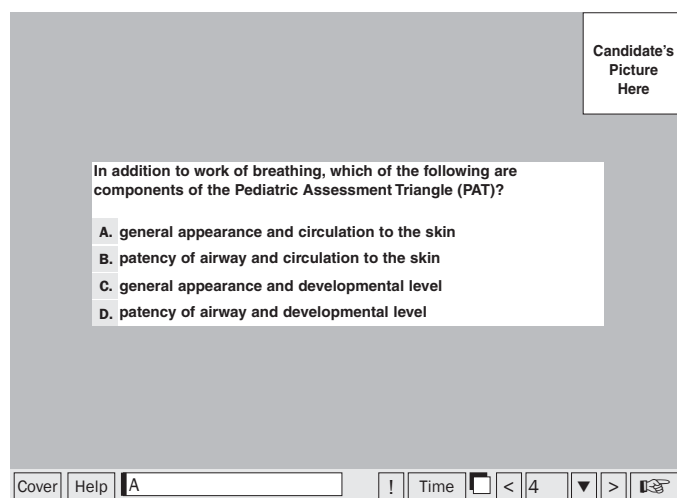 Candidate's
Picture
Here
In addition to work of breathing, which of the following are
components of the Pediatric Assessment Triangle (PAT)?
A. general appearance and circulation to the skin
B. patency of airway and circulation to the skin
C. general appearance and developmental level
D. patency of airway and developmental level
Cover Help A ! Time < 4 ▼ > ☞